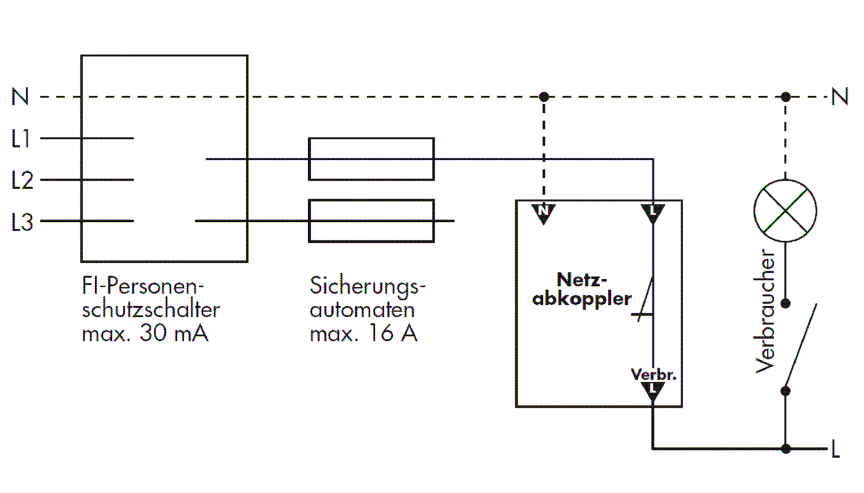 N
N
L1
L2
L3
N
L
FI-Personen-
schutzschalter
max. 30 mA
Sicherungs-
automaten
max. 16 A
Netz-
abkoppler
Verbr.
L
Verbraucher
L